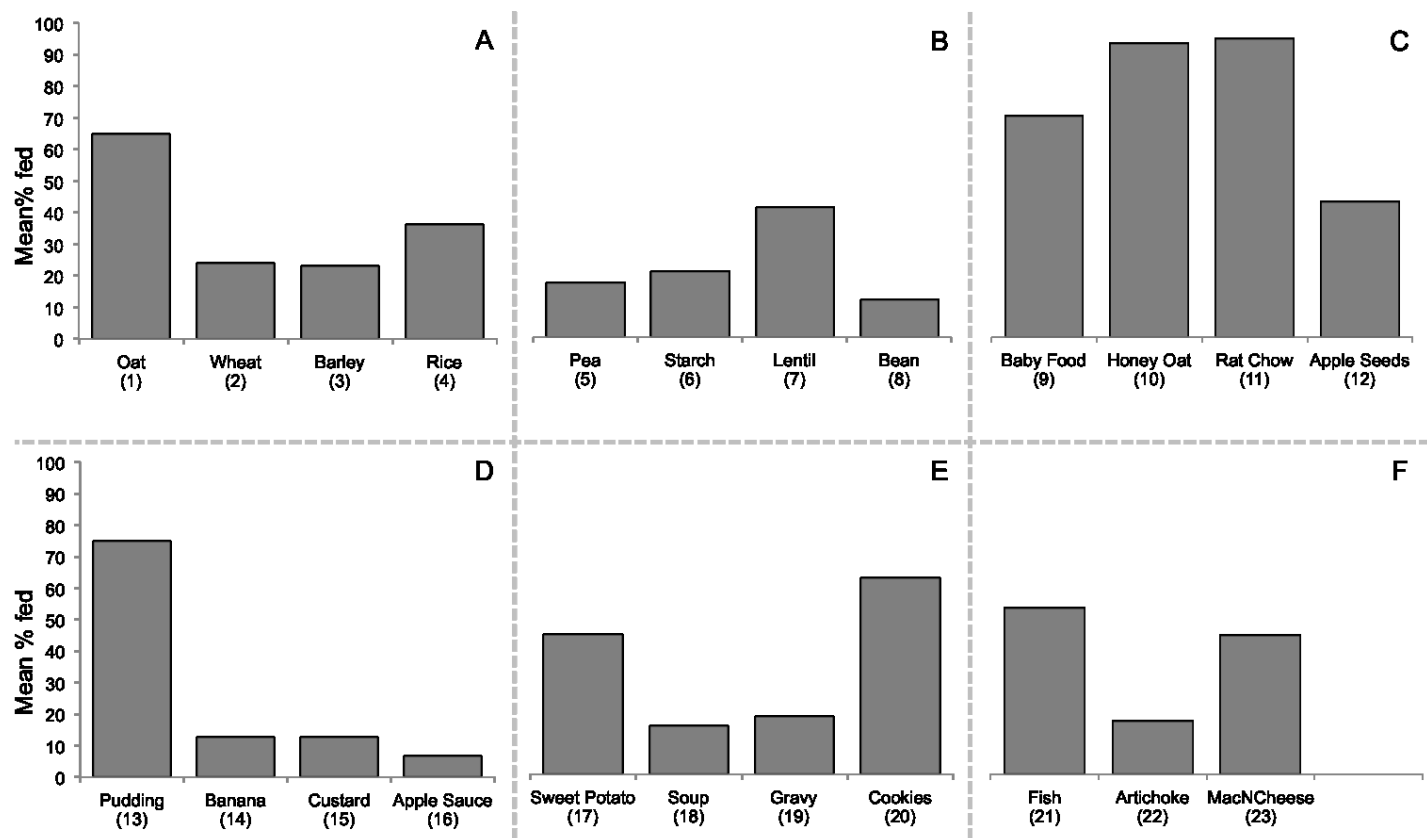 A
B
C
Mean% fed
100
90
80
70
60
50
40
30
20
10
0
Oat Wheat Barley Rice Pea Starch Lentil Bean Baby Food Honey Oat Rat Chow Apple Seeds
(1) (2) (3) (4) (5) (6) (7) (8) (9) (10) (11) (12)
D
E
F
Mean % fed
100
90
80
70
60
50
40
30
20
10
0
Pudding Banana Custard Apple Sauce Sweet Potato Soup Gravy Cookies Fish Artichoke MacNCheese
(13) (14) (15) (16) (17) (18) (19) (20) (21) (22) (23)